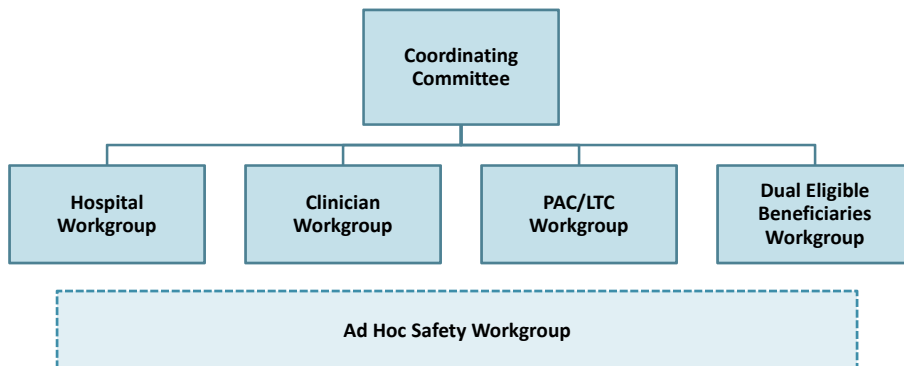 Coordinating
Committee
Hospital
Workgroup
Clinician
Workgroup
PAC/LTC
Workgroup
Dual Eligible
Beneficiaries
Workgroup
Ad Hoc Safety Workgroup